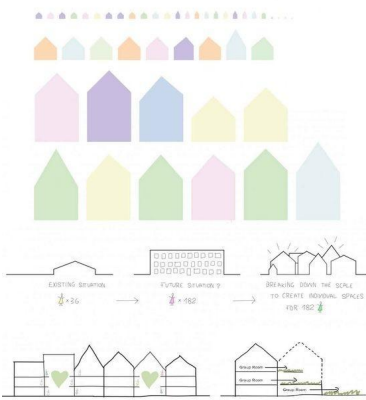 EXISTING SITUATION
×36
FUTURE SITUATION?
×182
BREAKING DOWN THE SCALE
TO CREATE INDIVIDUAL SPACES
FOR 182
Group Room
Group Room
Group Room